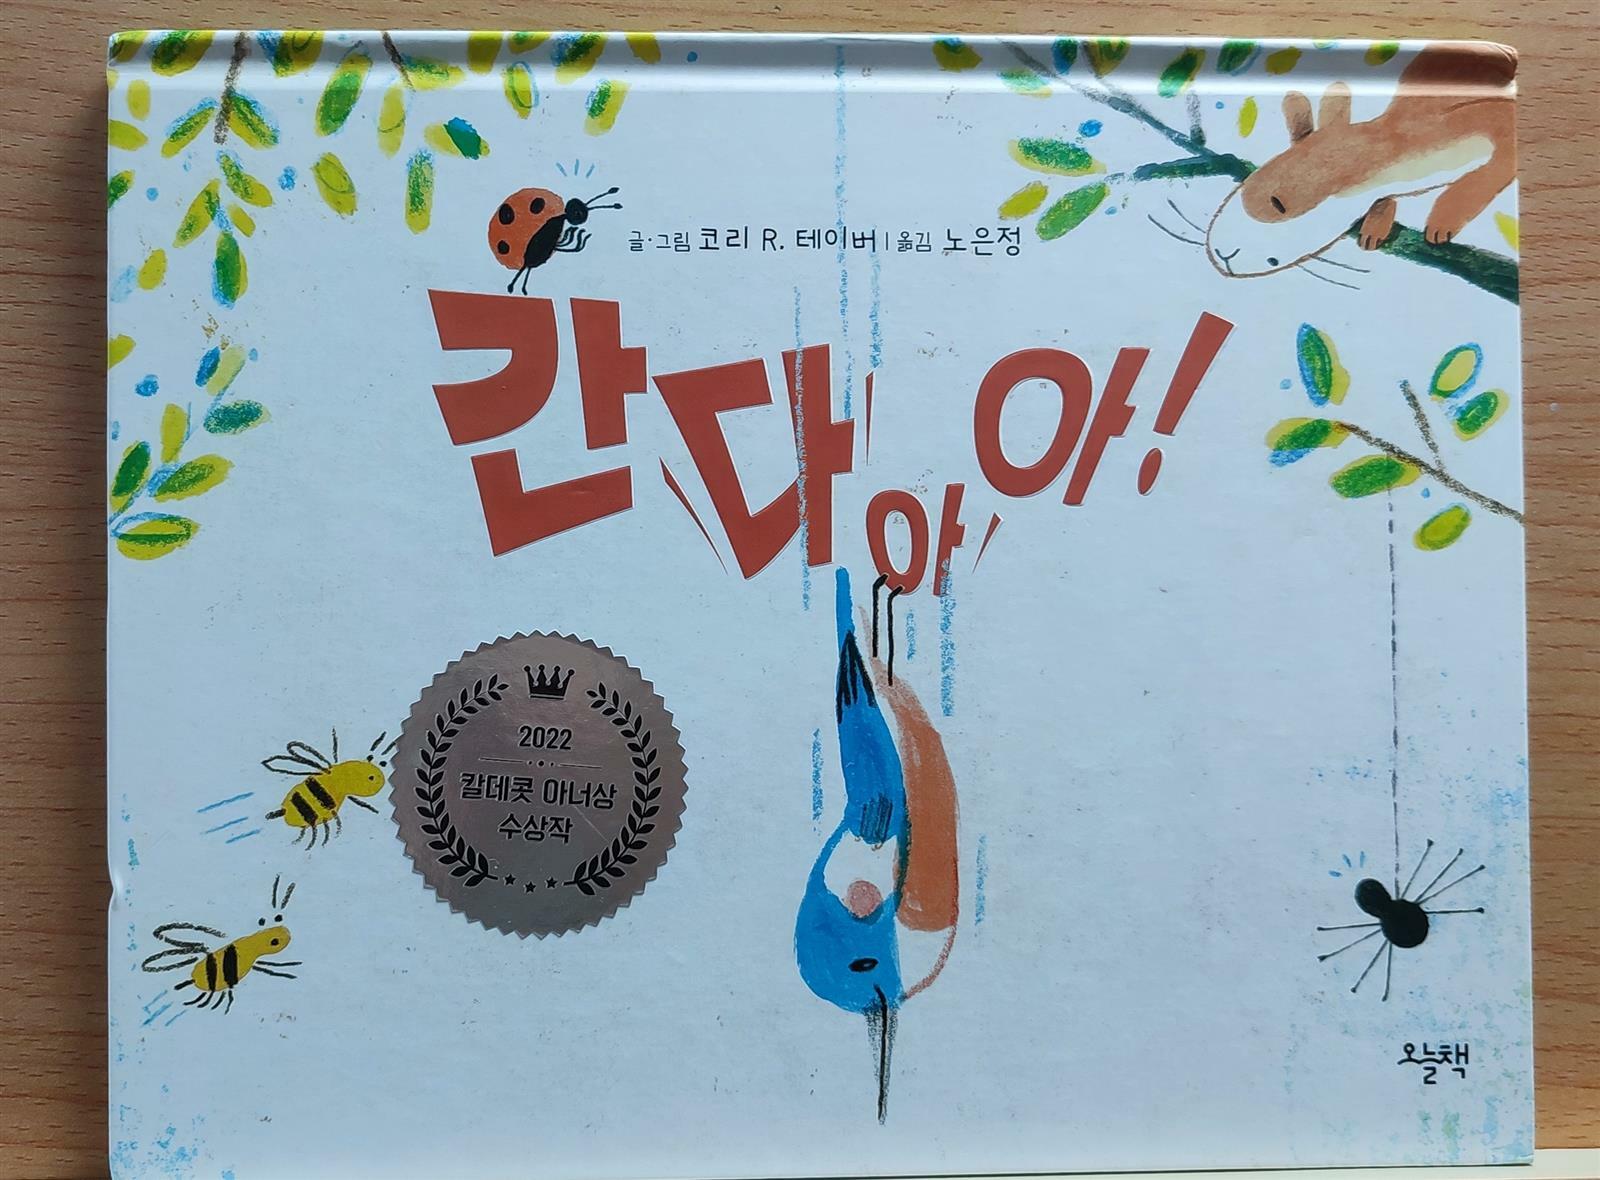 글·그림 코리 R. 테이버 | 옮김 노은정
간다아아!
2022
칼데콧 아너상
수상작
오늘책